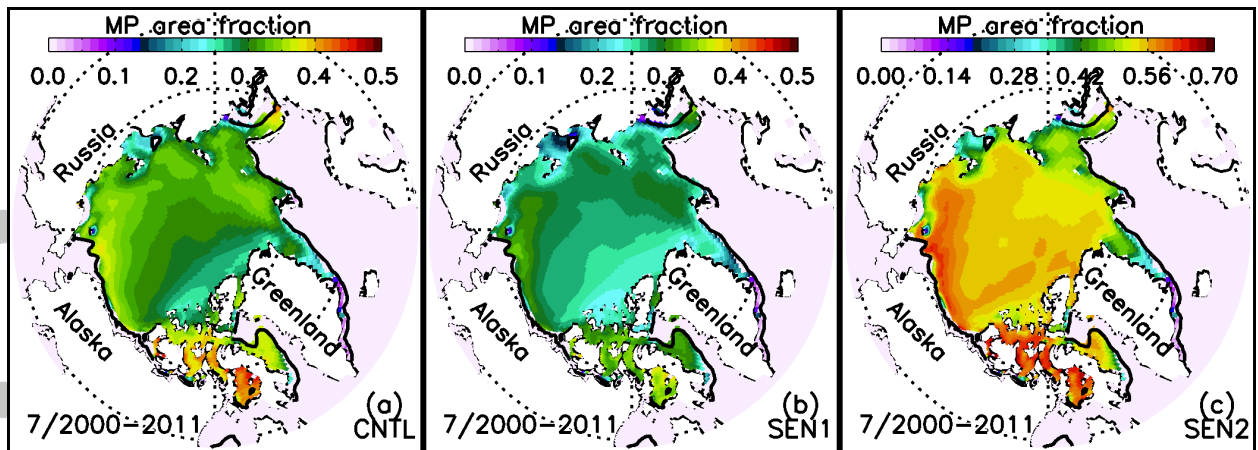 MP area fraction
0.0 0.1 0.2 0.3 0.4 0.5
Russia
Alaska
Greenland
7/2000-2011
(a)
CNTL
MP area fraction
0.0 0.1 0.2 0.3 0.4 0.5
Russia
Alaska
Greenland
7/2000-2011
(b)
SEN1
MP area fraction
0.00 0.14 0.28 0.42 0.56 0.70
Russia
Alaska
Greenland
7/2000-2011
(c)
SEN2